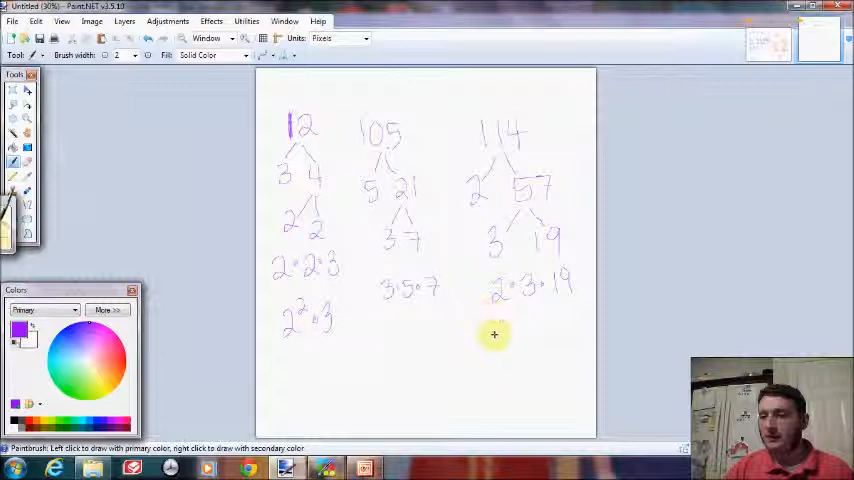 Untitled (30%) - Paint.NET v3.5.10
File Edit View Image Layers Adjustments Effects Utilities Window Help
Window Units: Pixels
Tool: Brush width: 2 Fill: Solid Color
Tools
12 105 114
3 4 5 21 2 57
2 2 3 7 3 19
2·2·3 3·5·7 2·3·19
2²·3
Colors
Primary More >>
Paintbrush: Left click to draw with primary color, right click to draw with secondary color.